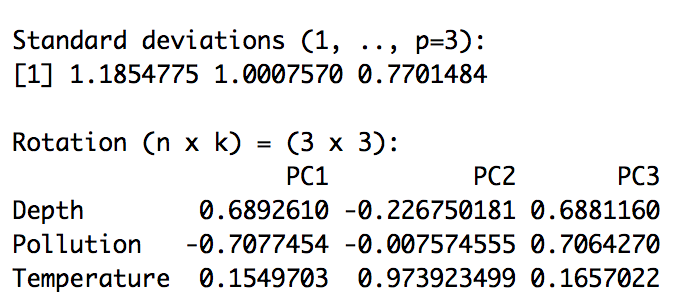 Standard deviations (1, .., p=3):
[1] 1.1854775 1.0007570 0.7701484
Rotation (n x k) = (3 x 3):
PC1 PC2 PC3
Depth 0.6892610 -0.226750181 0.6881160
Pollution -0.7077454 -0.007574555 0.7064270
Temperature 0.1549703 0.973923499 0.1657022